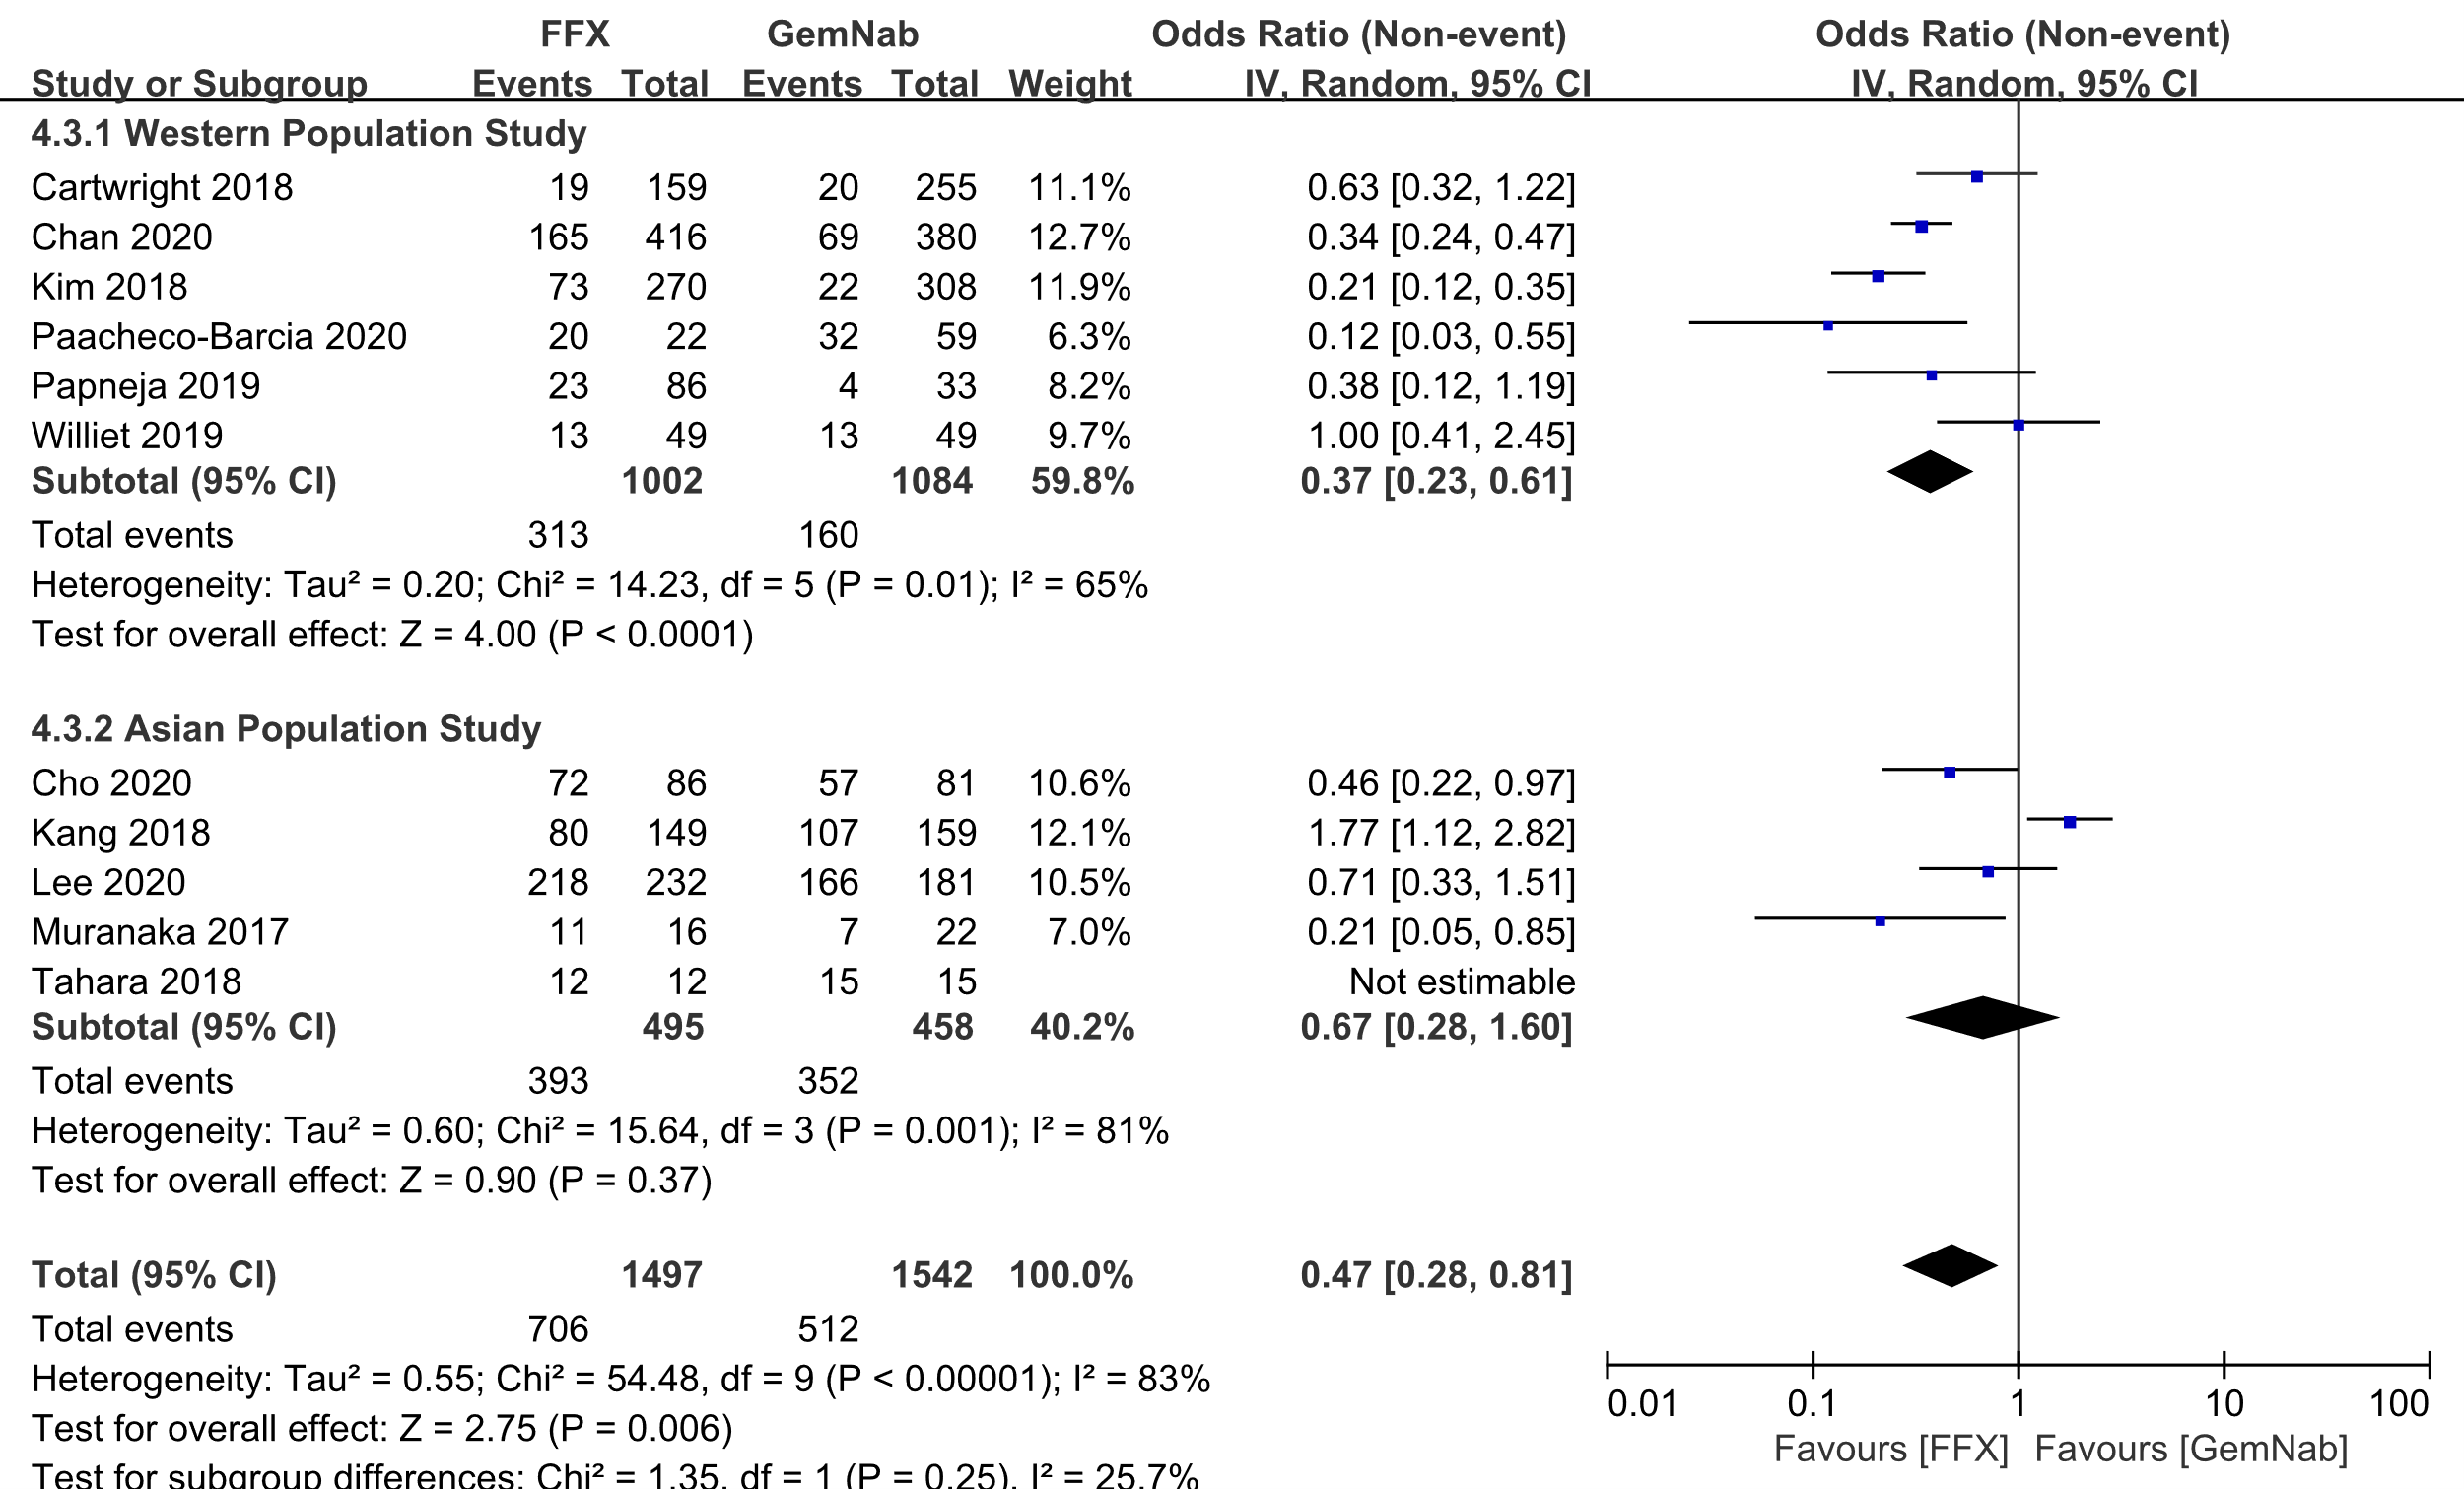 FFX GemNab Odds Ratio (Non-event) Odds Ratio (Non-event)
Study or Subgroup Events Total Events Total Weight IV, Random, 95% CI IV, Random, 95% CI
4.3.1 Western Population Study
Cartwright 2018 19 159 20 255 11.1% 0.63 [0.32, 1.22]
Chan 2020 165 416 69 380 12.7% 0.34 [0.24, 0.47]
Kim 2018 73 270 22 308 11.9% 0.21 [0.12, 0.35]
Paacheco-Barcia 2020 20 22 32 59 6.3% 0.12 [0.03, 0.55]
Papneja 2019 23 86 4 33 8.2% 0.38 [0.12, 1.19]
Williet 2019 13 49 13 49 9.7% 1.00 [0.41, 2.45]
Subtotal (95% CI) 1002 1084 59.8% 0.37 [0.23, 0.61]
Total events 313 160
Heterogeneity: Tau² = 0.20; Chi² = 14.23, df = 5 (P = 0.01); I² = 65%
Test for overall effect: Z = 4.00 (P < 0.0001)
4.3.2 Asian Population Study
Cho 2020 72 86 57 81 10.6% 0.46 [0.22, 0.97]
Kang 2018 80 149 107 159 12.1% 1.77 [1.12, 2.82]
Lee 2020 218 232 166 181 10.5% 0.71 [0.33, 1.51]
Muranaka 2017 11 16 7 22 7.0% 0.21 [0.05, 0.85]
Tahara 2018 12 12 15 15 Not estimable
Subtotal (95% CI) 495 458 40.2% 0.67 [0.28, 1.60]
Total events 393 352
Heterogeneity: Tau² = 0.60; Chi² = 15.64, df = 3 (P = 0.001); I² = 81%
Test for overall effect: Z = 0.90 (P = 0.37)
Total (95% CI) 1497 1542 100.0% 0.47 [0.28, 0.81]
Total events 706 512
Heterogeneity: Tau² = 0.55; Chi² = 54.48, df = 9 (P < 0.00001); I² = 83%
Test for overall effect: Z = 2.75 (P = 0.006)
Test for subgroup differences: Chi² = 1.35, df = 1 (P = 0.25), I² = 25.7%
0.01 0.1 1 10 100
Favours [FFX] Favours [GemNab]